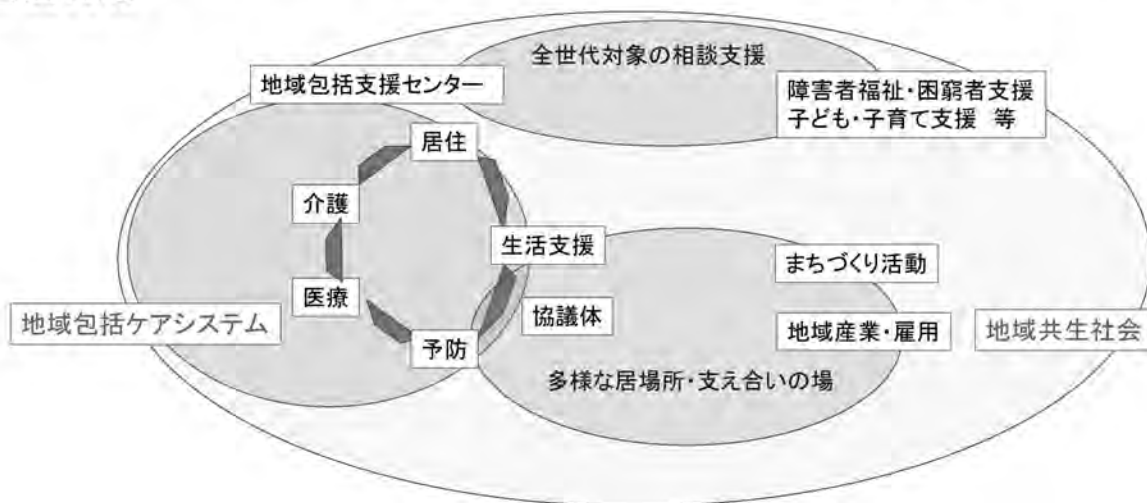 全世代対象の相談支援
地域包括支援センター
障害者福祉・困窮者支援
子ども・子育て支援 等
居住
介護
生活支援
まちづくり活動
医療
協議体
地域包括ケアシステム
予防
地域産業・雇用
地域共生社会
多様な居場所・支え合いの場